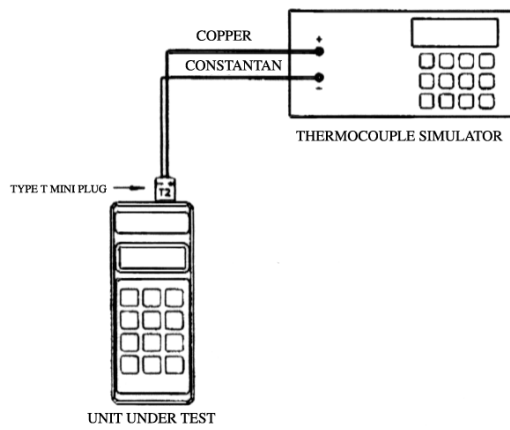 COPPER
+
CONSTANTAN
−
THERMOCOUPLE SIMULATOR
TYPE T MINI PLUG
- +
T2
UNIT UNDER TEST